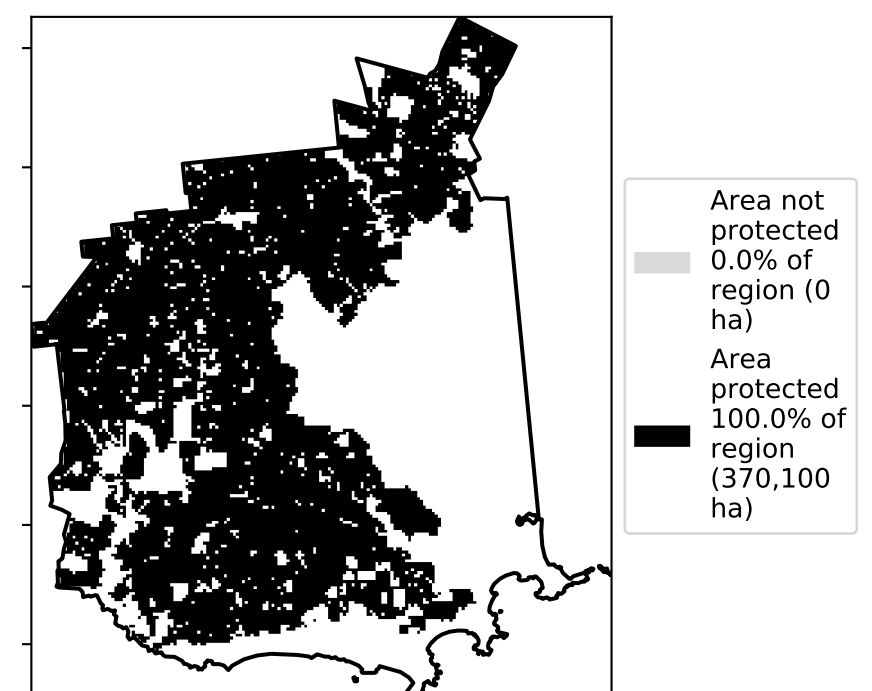 Area not
protected
0.0% of
region (0
ha)
Area
protected
100.0% of
region
(370,100
ha)